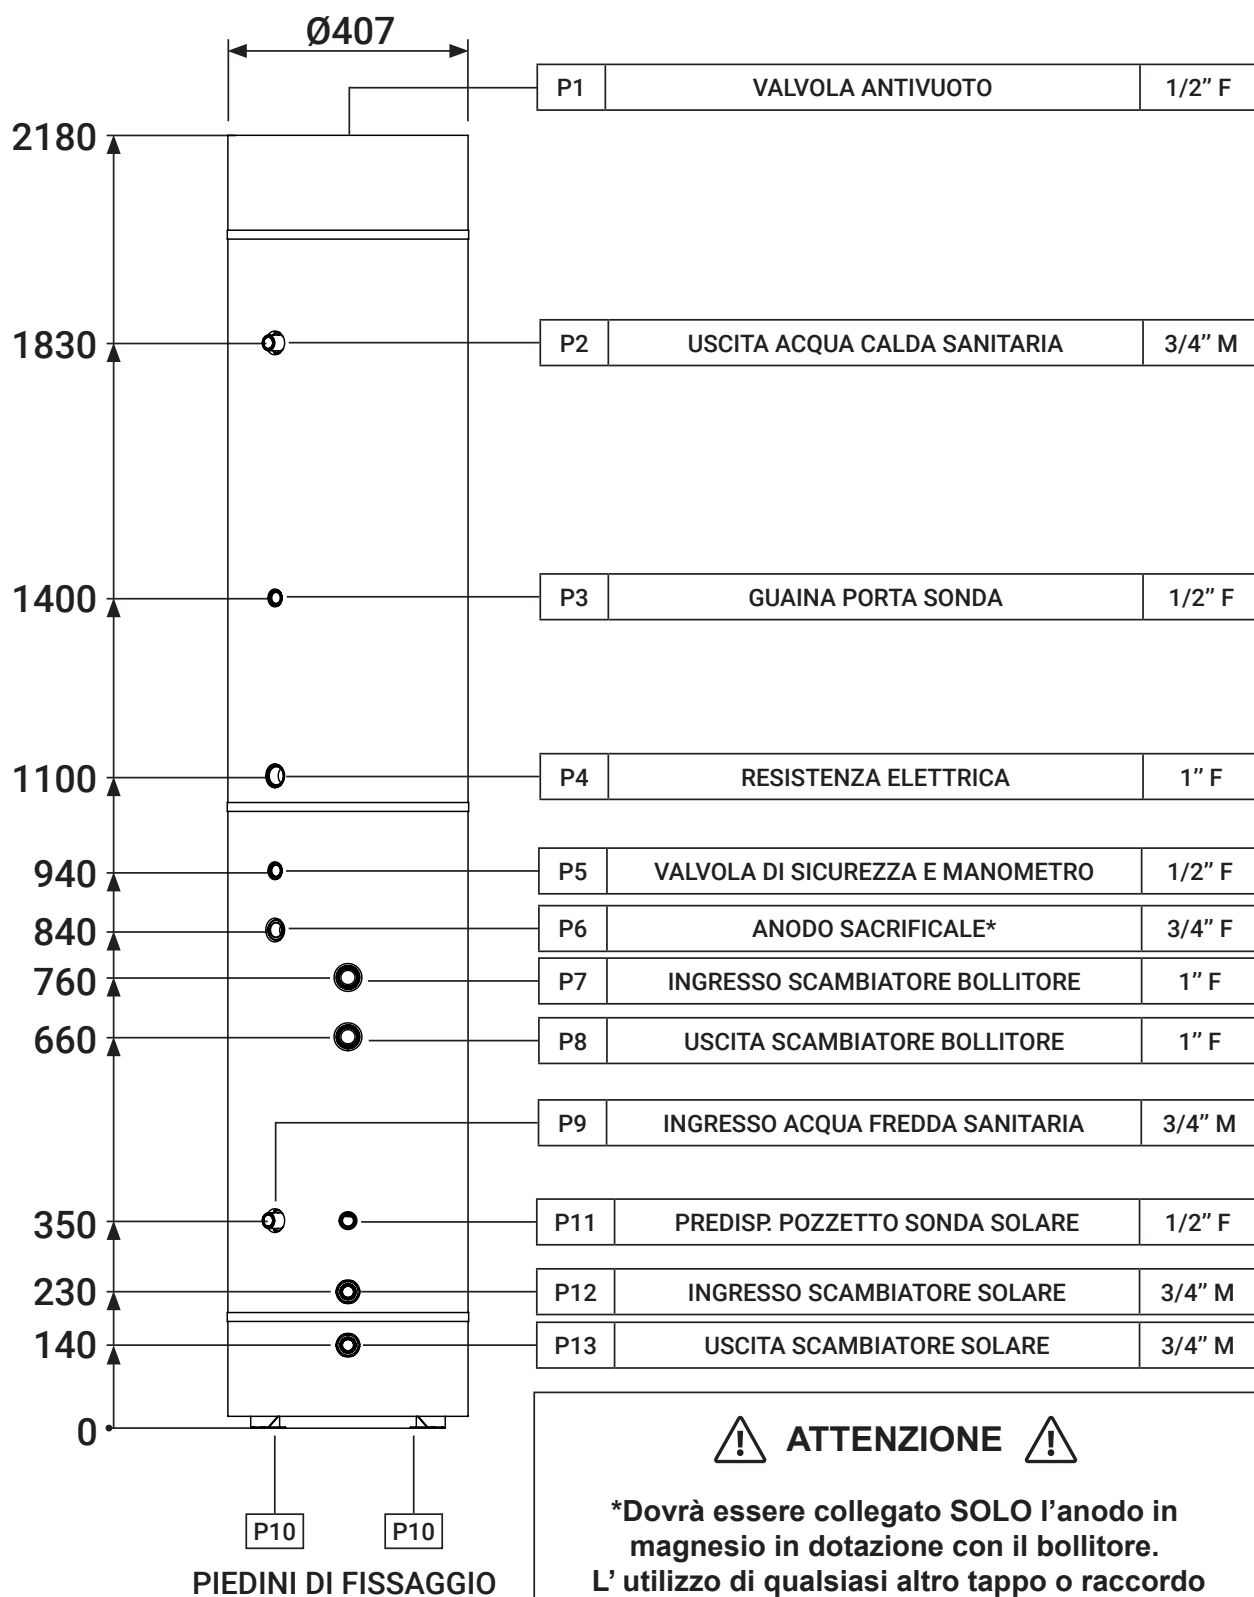 Ø407
P1 VALVOLA ANTIVUOTO 1/2” F
2180
1830
P2 USCITA ACQUA CALDA SANITARIA 3/4” M
1400
P3 GUAINA PORTA SONDA 1/2” F
1100
P4 RESISTENZA ELETTRICA 1” F
940
P5 VALVOLA DI SICUREZZA E MANOMETRO 1/2” F
840
P6 ANODO SACRIFICALE* 3/4” F
760
P7 INGRESSO SCAMBIATORE BOLLITORE 1” F
660
P8 USCITA SCAMBIATORE BOLLITORE 1” F
P9 INGRESSO ACQUA FREDDA SANITARIA 3/4” M
350
P11 PREDISP. POZZETTO SONDA SOLARE 1/2” F
230
P12 INGRESSO SCAMBIATORE SOLARE 3/4” M
140
P13 USCITA SCAMBIATORE SOLARE 3/4” M
0
P10 P10
PIEDINI DI FISSAGGIO
ATTENZIONE
*Dovrà essere collegato SOLO l’anodo in
magnesio in dotazione con il bollitore.
L’ utilizzo di qualsiasi altro tappo o raccordo